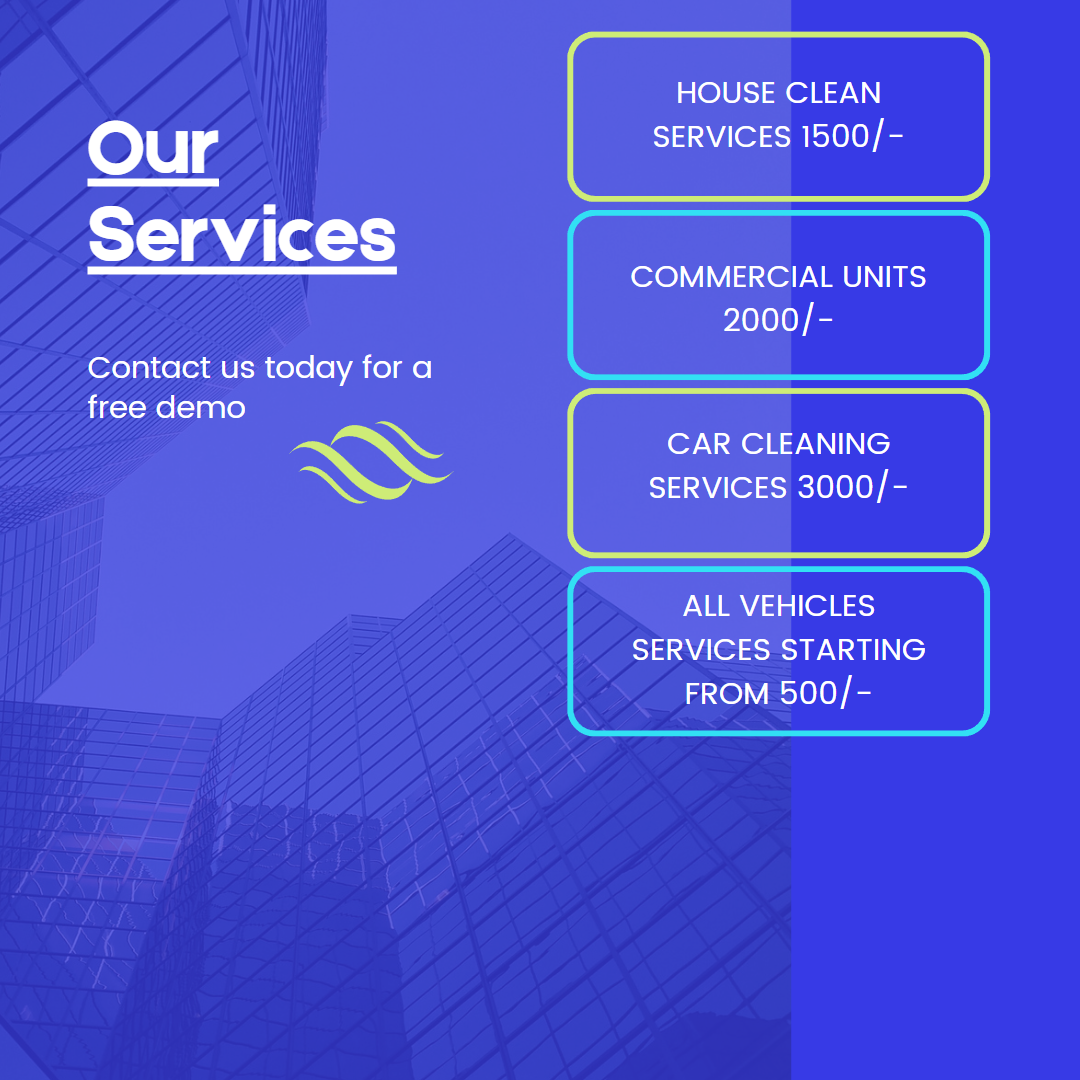 Our
Services
Contact us today for a
free demo
HOUSE CLEAN
SERVICES 1500/-
COMMERCIAL UNITS
2000/-
CAR CLEANING
SERVICES 3000/-
ALL VEHICLES
SERVICES STARTING
FROM 500/-